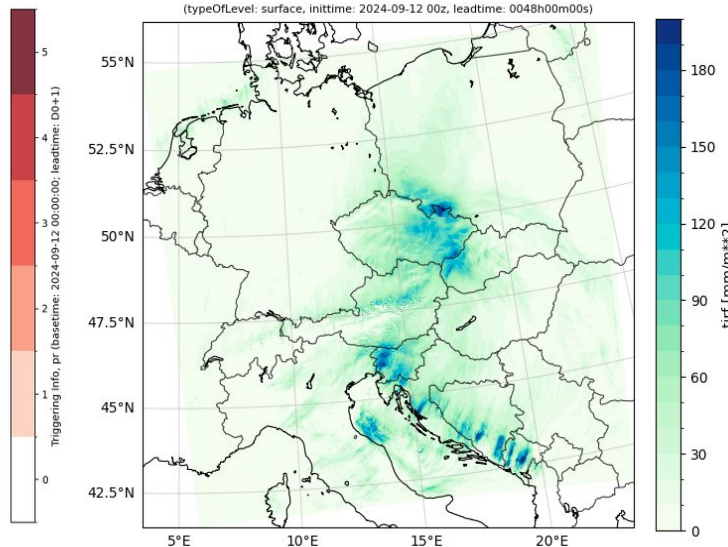 (typeOfLevel: surface, inittime: 2024-09-12 00z, leadtime: 0048h00m00s)
5
4
3
2
1
0
Triggering Info, pr (basetime: 2024-09-12 00:00:00; leadtime: D0+1)
55°N
52.5°N
50°N
47.5°N
45°N
42.5°N
5°E
10°E
15°E
20°E
180
150
120
90
60
30
0
tirf [mm/m**2]